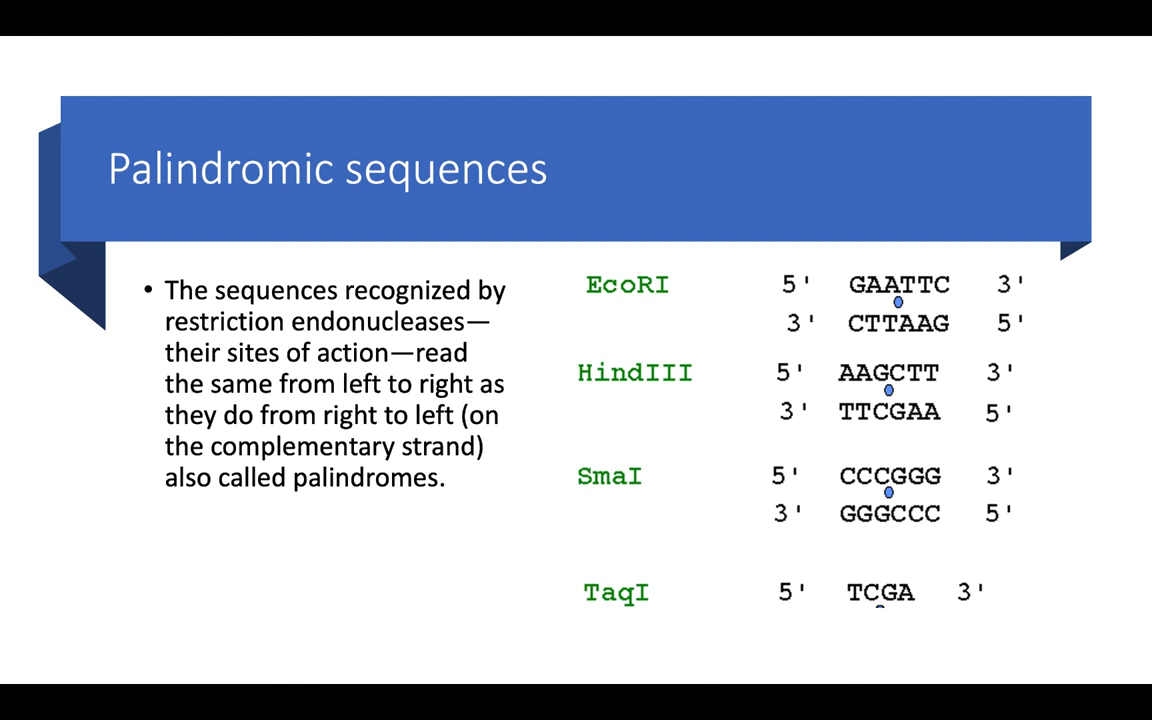 Palindromic sequences
• The sequences recognized by
restriction endonucleases—
their sites of action—read
the same from left to right as
they do from right to left (on
the complementary strand)
also called palindromes.
EcoRI 5' GAATTC 3'
3' CTTAAG 5'
HindIII 5' AAGCTT 3'
3' TTCGAA 5'
SmaI 5' CCCGGG 3'
3' GGGCCC 5'
TaqI 5' TCGA 3'